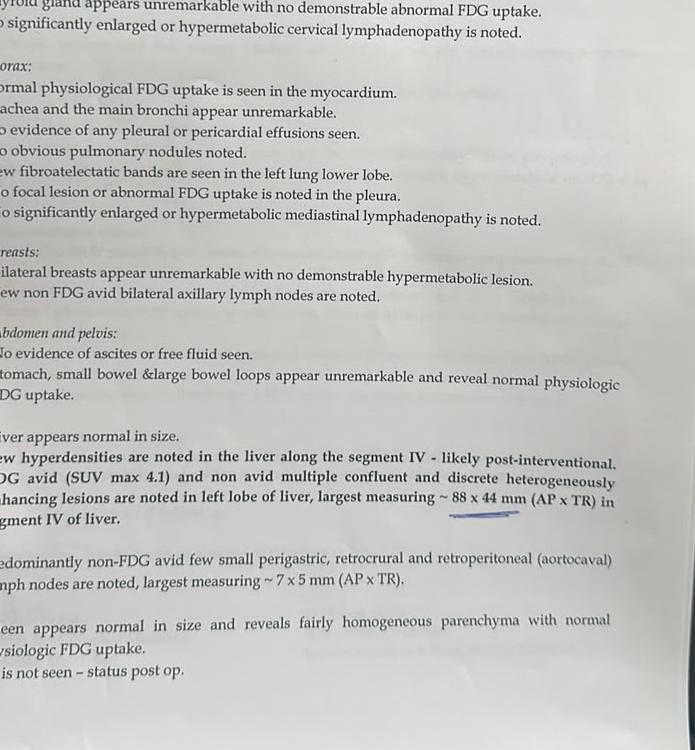 yroid gland appears unremarkable with no demonstrable abnormal FDG uptake.
o significantly enlarged or hypermetabolic cervical lymphadenopathy is noted.
orax:
ormal physiological FDG uptake is seen in the myocardium.
achea and the main bronchi appear unremarkable.
o evidence of any pleural or pericardial effusions seen.
o obvious pulmonary nodules noted.
ew fibroatelectatic bands are seen in the left lung lower lobe.
o focal lesion or abnormal FDG uptake is noted in the pleura.
o significantly enlarged or hypermetabolic mediastinal lymphadenopathy is noted.
reasts:
ilateral breasts appear unremarkable with no demonstrable hypermetabolic lesion.
ew non FDG avid bilateral axillary lymph nodes are noted.
bdomen and pelvis:
No evidence of ascites or free fluid seen.
tomach, small bowel &large bowel loops appear unremarkable and reveal normal physiologic
DG uptake.
iver appears normal in size.
ew hyperdensities are noted in the liver along the segment IV - likely post-interventional.
DG avid (SUV max 4.1) and non avid multiple confluent and discrete heterogeneously
nhancing lesions are noted in left lobe of liver, largest measuring ~ 88 x 44 mm (AP x TR) in
gment IV of liver.
edominantly non-FDG avid few small perigastric, retrocrural and retroperitoneal (aortocaval)
mph nodes are noted, largest measuring ~ 7 x 5 mm (AP x TR).
een appears normal in size and reveals fairly homogeneous parenchyma with normal
ysiologic FDG uptake.
is not seen – status post op.